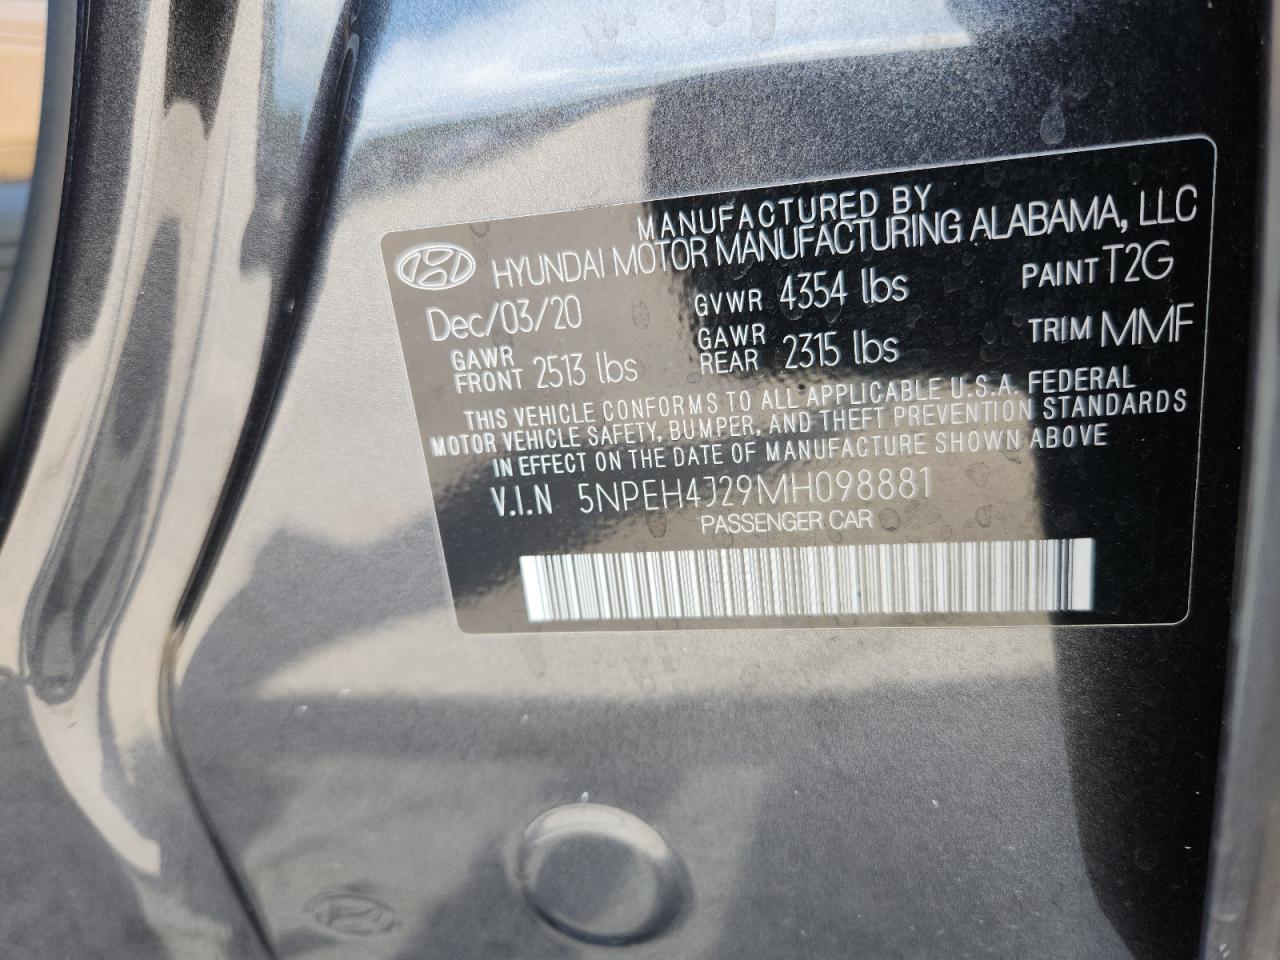 MANUFACTURED BY
HYUNDAI MOTOR MANUFACTURING ALABAMA, LLC
Dec/03/20 GVWR 4354 lbs PAINT T2G
GAWR FRONT 2513 lbs GAWR REAR 2315 lbs TRIM MMF
THIS VEHICLE CONFORMS TO ALL APPLICABLE U.S.A. FEDERAL
MOTOR VEHICLE SAFETY, BUMPER, AND THEFT PREVENTION STANDARDS
IN EFFECT ON THE DATE OF MANUFACTURE SHOWN ABOVE
V.I.N 5NPEH4J29MH098881
PASSENGER CAR